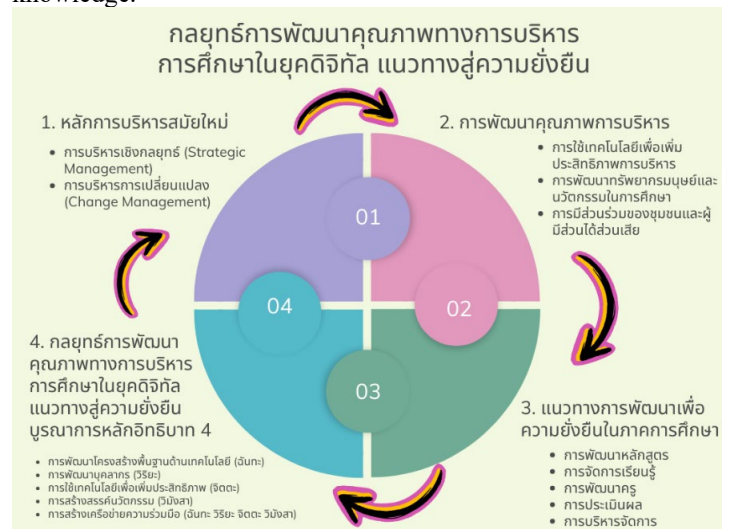 knowledge.
กลยุทธ์การพัฒนาคุณภาพทางการบริหาร
การศึกษาในยุคดิจิทัล แนวทางสู่ความยั่งยืน
1. หลักการบริหารสมัยใหม่
• การบริหารเชิงกลยุทธ์ (Strategic
Management)
• การบริหารการเปลี่ยนแปลง
(Change Management)
2. การพัฒนาคุณภาพการบริหาร
• การใช้เทคโนโลยีเพื่อเพิ่ม
ประสิทธิภาพการบริหาร
• การพัฒนาทรัพยากรมนุษย์และ
นวัตกรรมในการศึกษา
• การมีส่วนร่วมของชุมชนและผู้
มีส่วนได้ส่วนเสีย
01
02
03
04
3. แนวทางการพัฒนาเพื่อ
ความยั่งยืนในภาคการศึกษา
• การพัฒนาหลักสูตร
• การจัดการเรียนรู้
• การพัฒนาครู
• การประเมินผล
• การบริหารจัดการ
4. กลยุทธ์การพัฒนา
คุณภาพทางการบริหาร
การศึกษาในยุคดิจิทัล
แนวทางสู่ความยั่งยืน
บูรณาการหลักอิทธิบาท 4
• การพัฒนาโครงสร้างพื้นฐานด้านเทคโนโลยี (ฉันทะ)
• การพัฒนาบุคลากร (วิริยะ)
• การใช้เทคโนโลยีเพื่อเพิ่มประสิทธิภาพ (จิตตะ)
• การสร้างสรรค์นวัตกรรม (วิมังสา)
• การสร้างเครือข่ายความร่วมมือ (ฉันทะ วิริยะ จิตตะ วิมังสา)